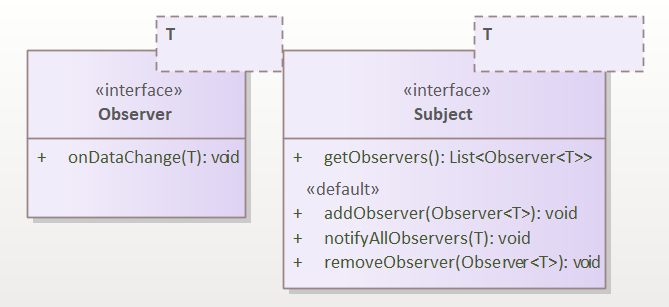 T
«interface»
Observer
+ onDataChange(T): void
T
«interface»
Subject
+ getObservers(): List<Observer<T>>
«default»
+ addObserver(Observer<T>): void
+ notifyAllObservers(T): void
+ removeObserver(Observer<T>): void